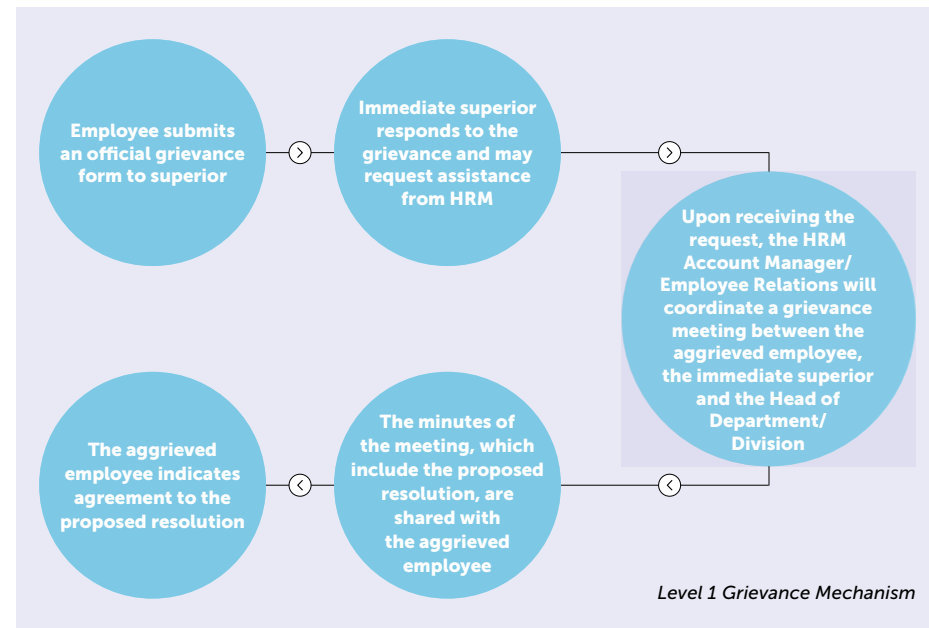 Employee submits
an official grievance
form to superior
Immediate superior
responds to the
grievance and may
request assistance
from HRM
Upon receiving the
request, the HRM
Account Manager/
Employee Relations will
coordinate a grievance
meeting between the
aggrieved employee,
the immediate superior
and the Head of
Department/
Division
The minutes of
the meeting, which
include the proposed
resolution, are
shared with
the aggrieved
employee
The aggrieved
employee indicates
agreement to the
proposed resolution
Level 1 Grievance Mechanism